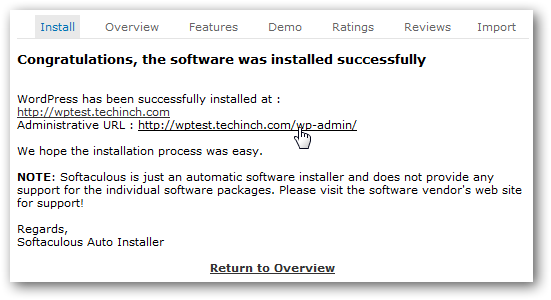 Install Overview Features Demo Ratings Reviews Import
Congratulations, the software was installed successfully
WordPress has been successfully installed at :
http://wptest.techinch.com
Administrative URL : http://wptest.techinch.com/wp-admin/
We hope the installation process was easy.
NOTE: Softaculous is just an automatic software installer and does not provide any
support for the individual software packages. Please visit the software vendor's web site
for support!
Regards,
Softaculous Auto Installer
Return to Overview